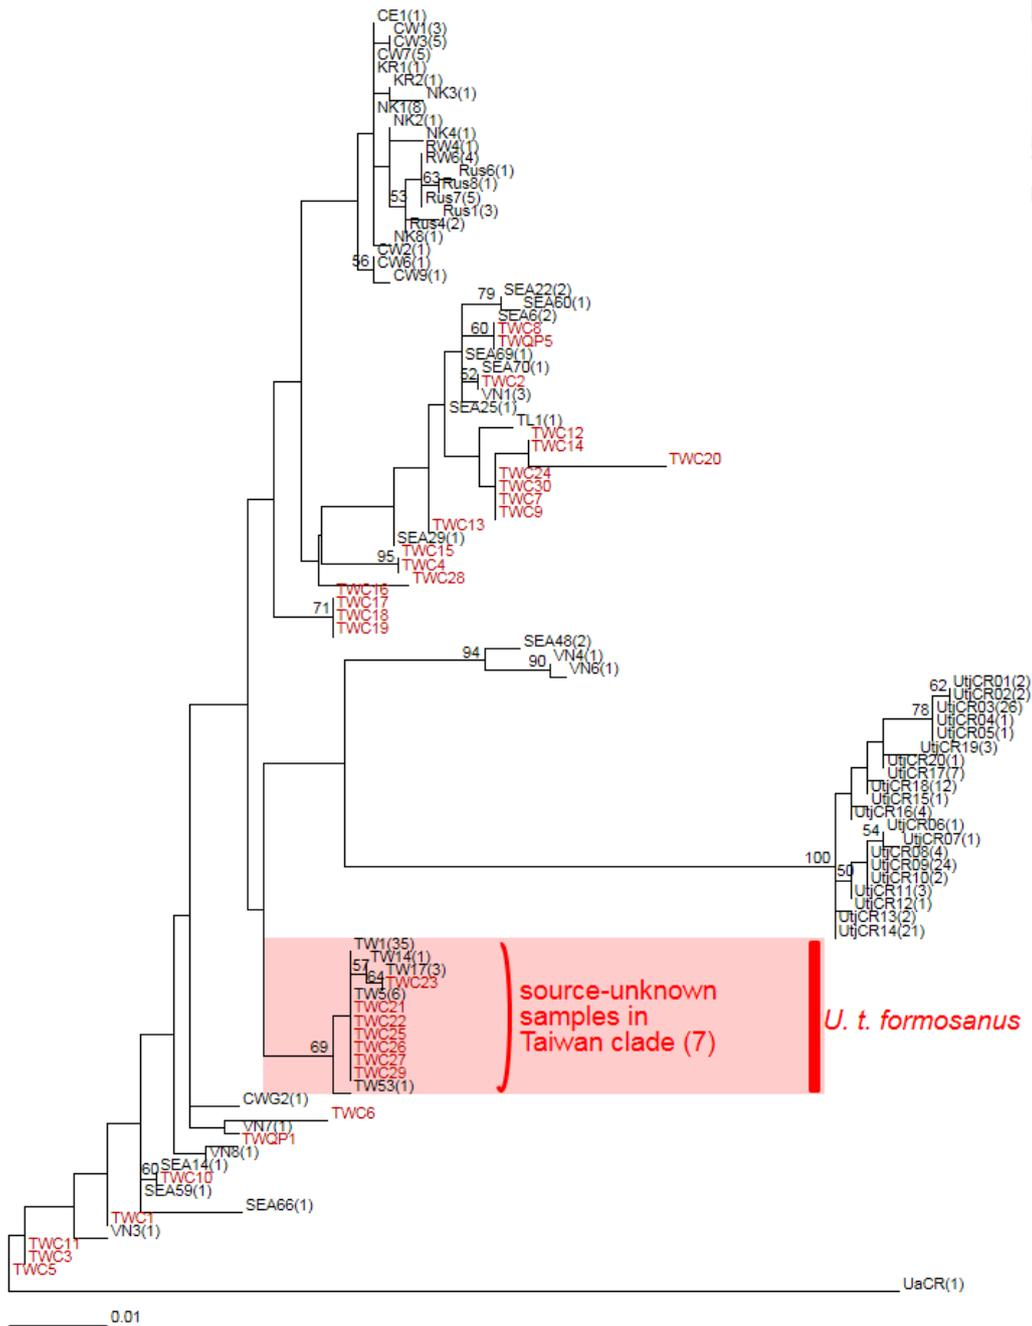 CE1(1)
CW1(3)
CW3(5)
CW7(5)
KR1(1)
KR2(1)
NK3(1)
NK1(8)
NK2(1)
NK4(1)
RW4(1)
RW6(4)
Rus6(1)
63
Rus8(1)
53
Rus7(5)
Rus1(3)
Rus4(2)
NK8(1)
CW2(1)
56
CW6(1)
CW9(1)
79
SEA22(2)
SEA60(1)
SEA6(2)
60
TWC8
TWQP5
SEA69(1)
SEA70(1)
52
TWC2
VN1(3)
SEA25(1)
TL1(1)
TWC12
TWC14
TWC20
TWC24
TWC30
TWC7
TWC9
TWC13
SEA29(1)
TWC15
95
TWC4
TWC28
TWC16
TWC17
71
TWC18
TWC19
SEA48(2)
94
VN4(1)
90
VN6(1)
UtjCR01(2)
62
UtjCR02(2)
UtjCR03(26)
78
UtjCR04(1)
UtjCR05(1)
UtjCR19(3)
UtjCR20(1)
UtjCR17(7)
UtjCR18(12)
UtjCR15(1)
UtjCR16(4)
UtjCR06(1)
54
UtjCR07(1)
UtjCR08(4)
100
UtjCR09(24)
50
UtjCR10(2)
UtjCR11(3)
UtjCR12(1)
UtjCR13(2)
UtjCR14(21)
TW1(35)
TW14(1)
57
TW17(3)
64
TWC23
TW5(6)
TWC21
TWC22
TWC25
TWC26
69
TWC27
TWC29
TW53(1)
source-unknown
samples in
Taiwan clade (7)
U. t. formosanus
CWG2(1)
TWC6
VN7(1)
TWQP1
VN8(1)
SEA14(1)
60
TWC10
SEA59(1)
SEA66(1)
TWC1
VN3(1)
TWC11
TWC3
TWC5
UaCR(1)
0.01